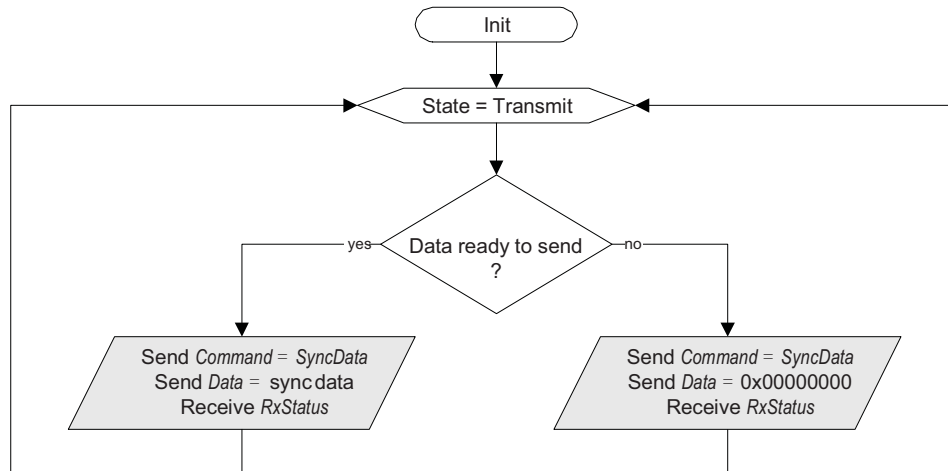 Init
State = Transmit
Data ready to send
?
yes
no
Send Command = SyncData
Send Data = sync data
Receive RxStatus
Send Command = SyncData
Send Data = 0x00000000
Receive RxStatus